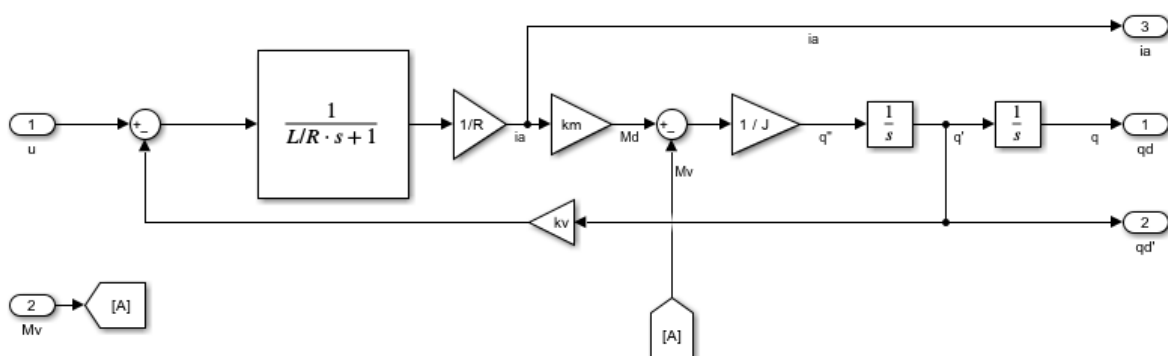 3
ia
ia
1
u
+
_
1
L/R · s + 1
1/R
ia
km
Md
+
_
Mv
1 / J
q"
1
s
q'
1
s
q
1
qd
kv
2
qd'
2
Mv
[A]
[A]